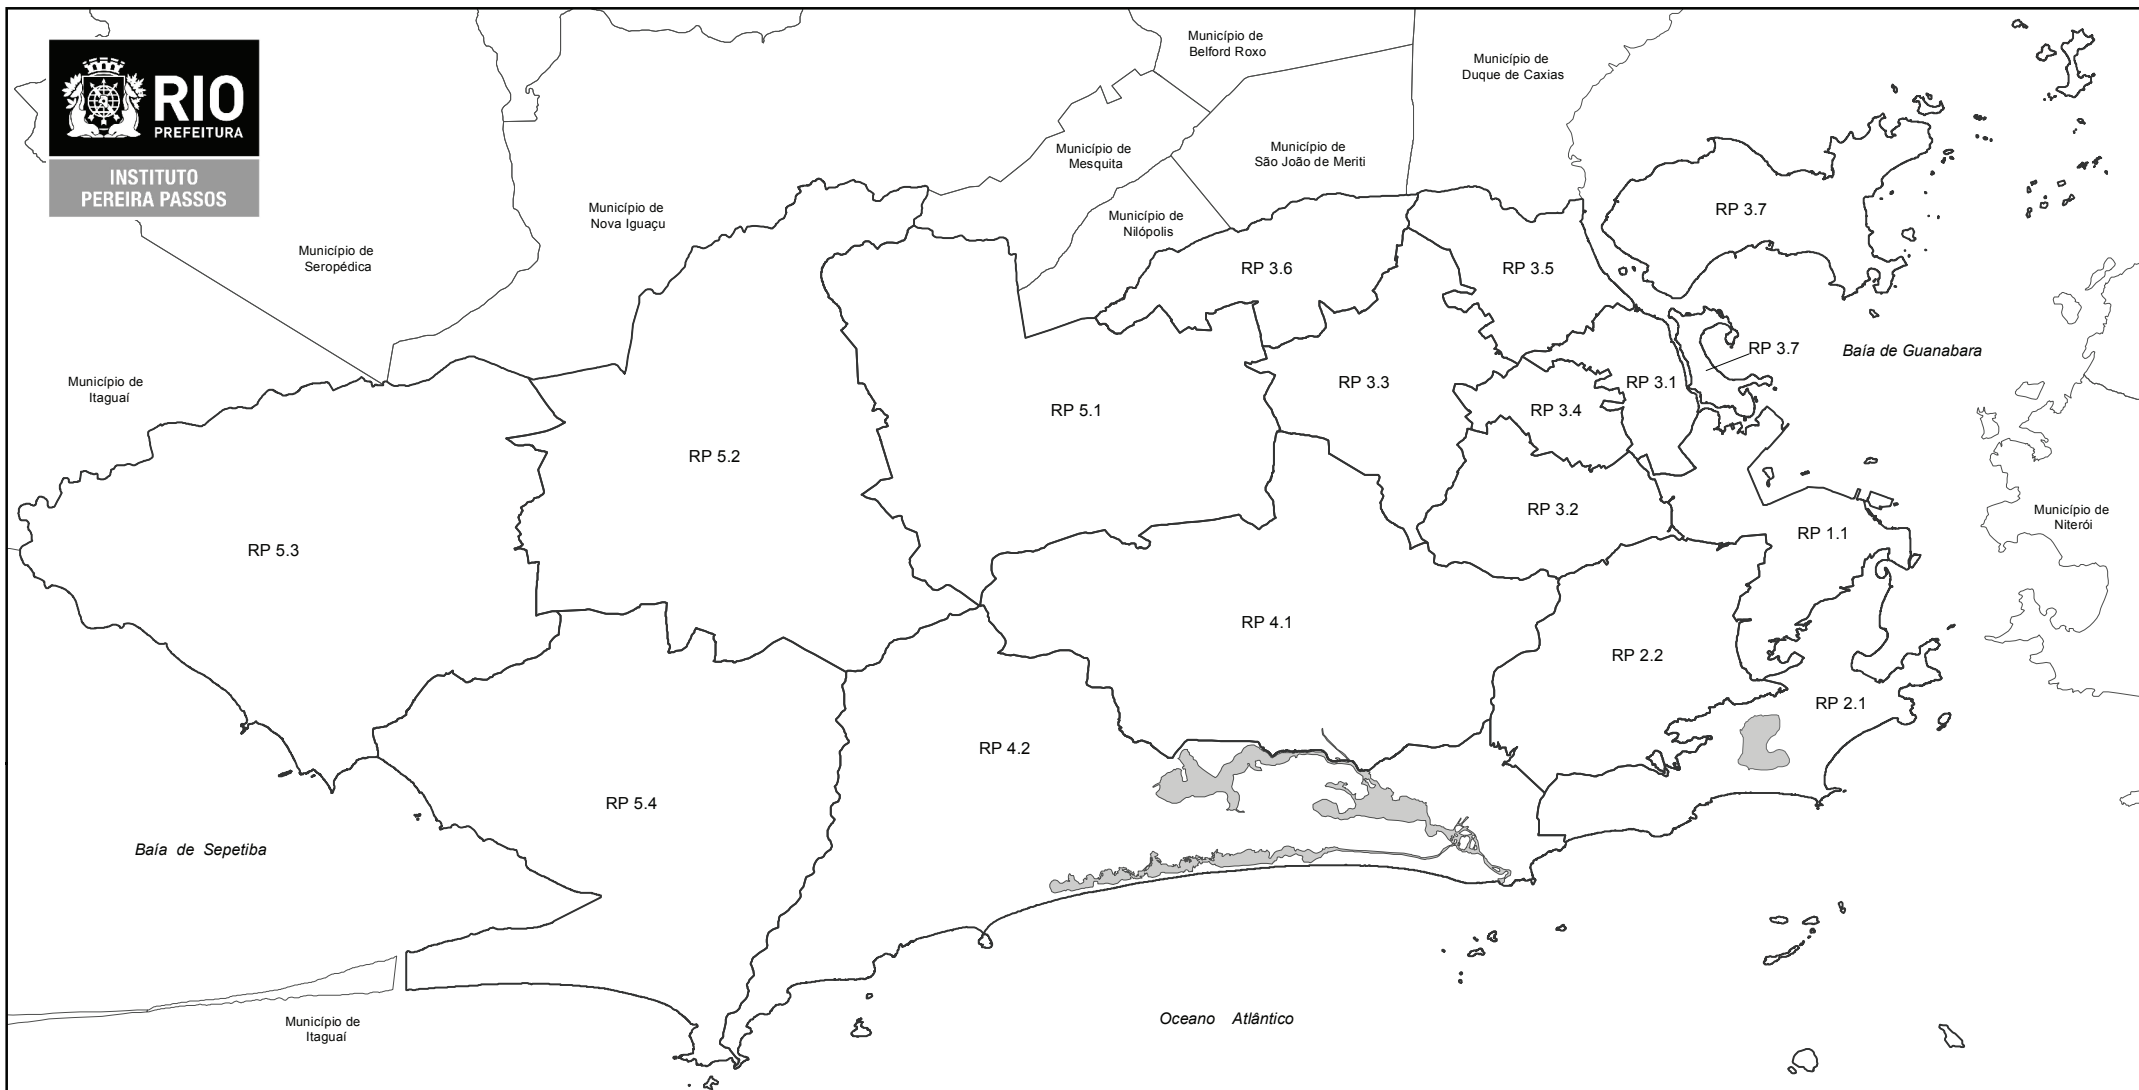 RIO
PREFEITURA
INSTITUTO
PEREIRA PASSOS
Município de
Belford Roxo
Município de
Duque de Caxias
Município de
Mesquita
Município de
São João de Meriti
Município de
Nova Iguaçu
Município de
Nilópolis
RP 3.7
Município de
Seropédica
RP 3.6
RP 3.5
RP 3.7
Baía de Guanabara
Município de
Itaguaí
RP 3.3
RP 3.1
RP 5.1
RP 3.4
RP 5.2
RP 3.2
Município de
Niterói
RP 5.3
RP 1.1
RP 4.1
RP 2.2
RP 2.1
RP 4.2
RP 5.4
Baía de Sepetiba
Oceano Atlântico
Município de
Itaguaí